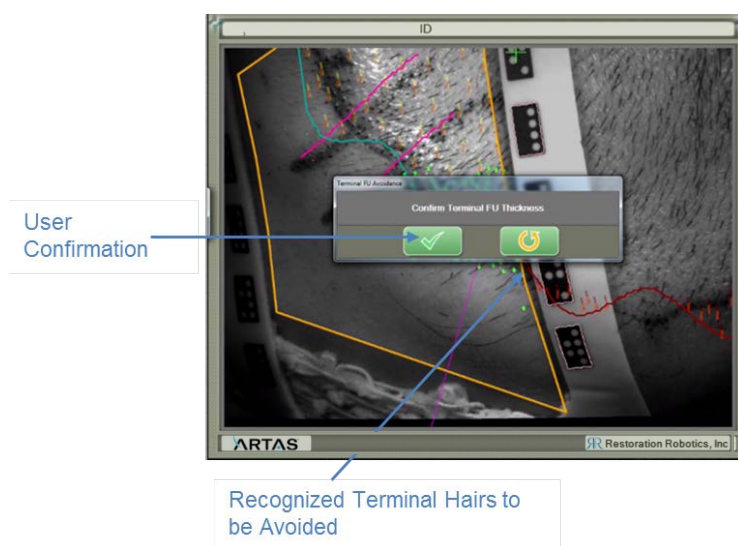 ID
Terminal FU Avoidance
Confirm Terminal FU Thickness
User
Confirmation
ARTAS
RR Restoration Robotics, Inc
Recognized Terminal Hairs to
be Avoided